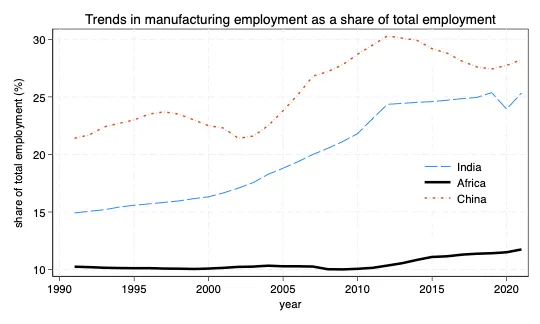 Trends in manufacturing employment as a share of total employment
share of total employment (%)
30
25
20
15
10
India
Africa
China
1990
1995
2000
2005
2010
2015
2020
year